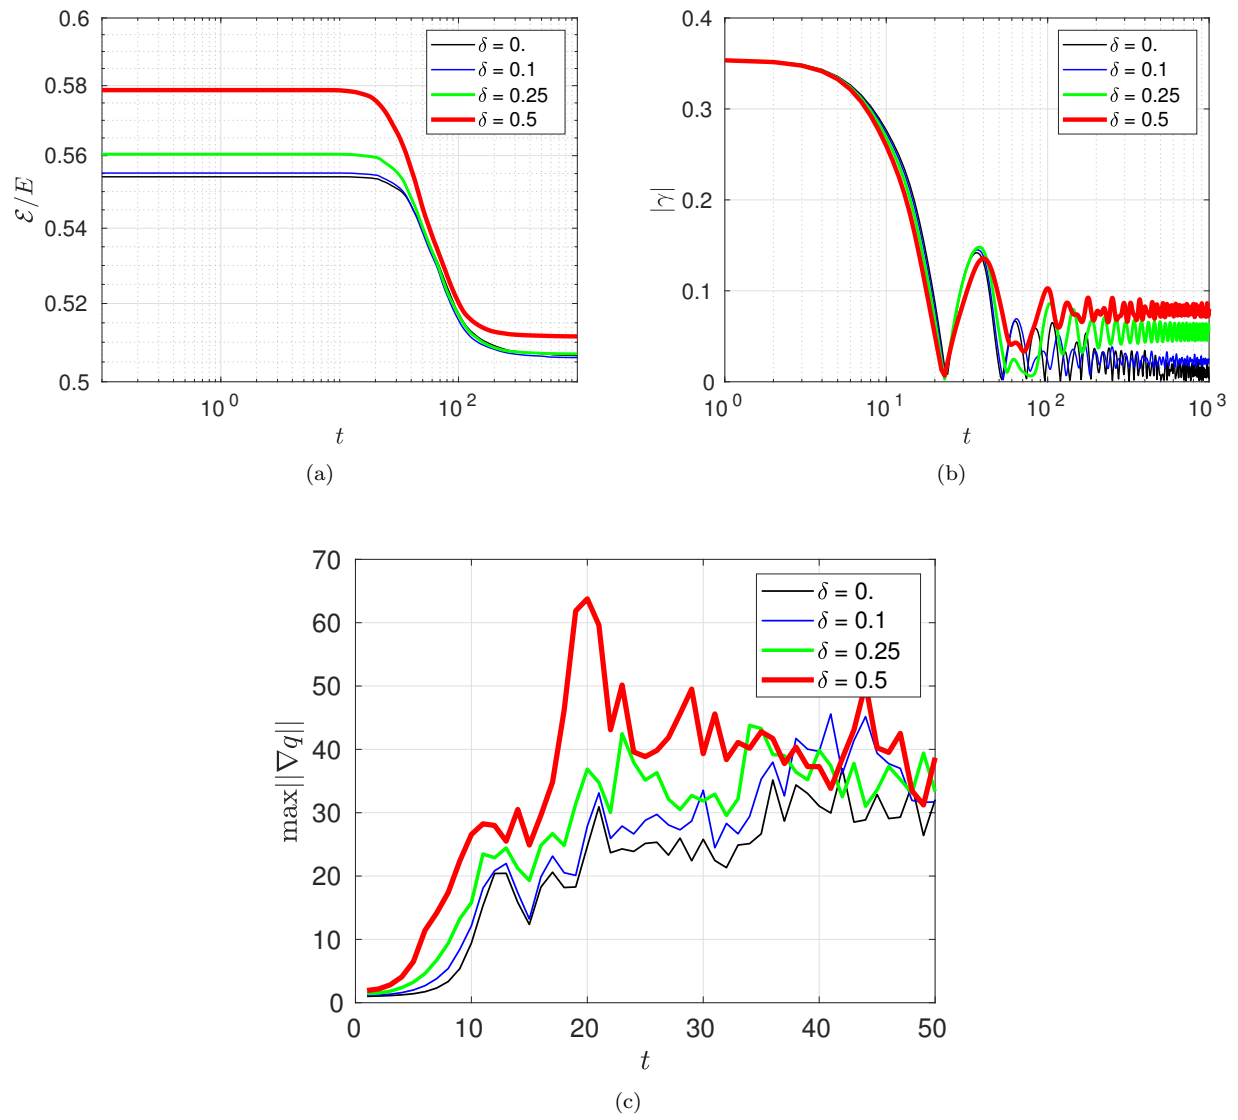 0.6
0.58
0.56
0.54
0.52
0.5
ℰ/E
10^0
10^2
t
δ = 0.
δ = 0.1
δ = 0.25
δ = 0.5
(a)
0.4
0.3
0.2
0.1
0
|γ|
10^0
10^1
10^2
10^3
t
δ = 0.
δ = 0.1
δ = 0.25
δ = 0.5
(b)
70
60
50
40
30
20
10
0
max||∇q||
0
10
20
30
40
50
t
δ = 0.
δ = 0.1
δ = 0.25
δ = 0.5
(c)